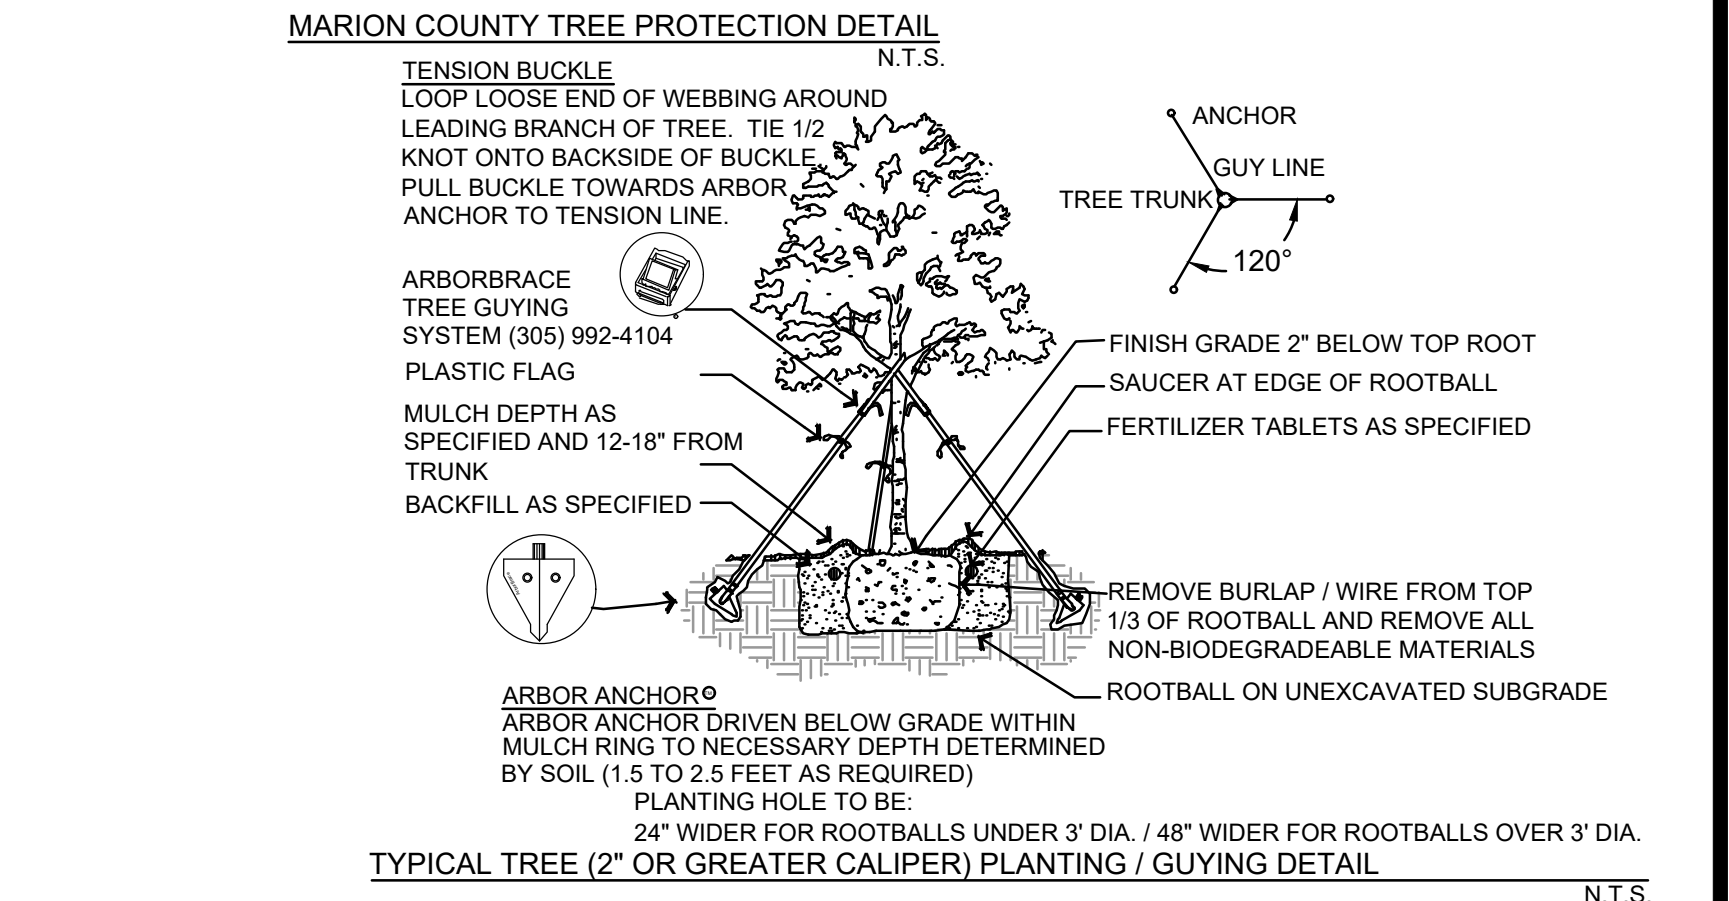 MARION COUNTY TREE PROTECTION DETAIL
N.T.S.
TENSION BUCKLE
LOOP LOOSE END OF WEBBING AROUND
LEADING BRANCH OF TREE. TIE 1/2
KNOT ONTO BACKSIDE OF BUCKLE
PULL BUCKLE TOWARDS ARBOR
ANCHOR TO TENSION LINE.
ARBORBRACE
TREE GUYING
SYSTEM (305) 992-4104
PLASTIC FLAG
MULCH DEPTH AS
SPECIFIED AND 12-18" FROM
TRUNK
BACKFILL AS SPECIFIED
ANCHOR
GUY LINE
TREE TRUNK
120°
FINISH GRADE 2" BELOW TOP ROOT
SAUCER AT EDGE OF ROOTBALL
FERTILIZER TABLETS AS SPECIFIED
REMOVE BURLAP / WIRE FROM TOP
1/3 OF ROOTBALL AND REMOVE ALL
NON-BIODEGRADEABLE MATERIALS
ROOTBALL ON UNEXCAVATED SUBGRADE
ARBOR ANCHOR
ARBOR ANCHOR DRIVEN BELOW GRADE WITHIN
MULCH RING TO NECESSARY DEPTH DETERMINED
BY SOIL (1.5 TO 2.5 FEET AS REQUIRED)
PLANTING HOLE TO BE:
24" WIDER FOR ROOTBALLS UNDER 3' DIA. / 48" WIDER FOR ROOTBALLS OVER 3' DIA.
TYPICAL TREE (2" OR GREATER CALIPER) PLANTING / GUYING DETAIL
N.T.S.